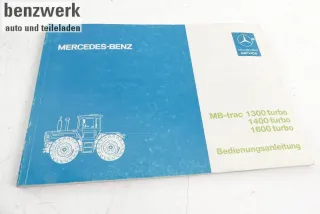 benzwerk
auto und teileladen
MERCEDES-BENZ
MB-trac 1300 turbo
1400 turbo
1600 turbo
Bedienungsanleitung